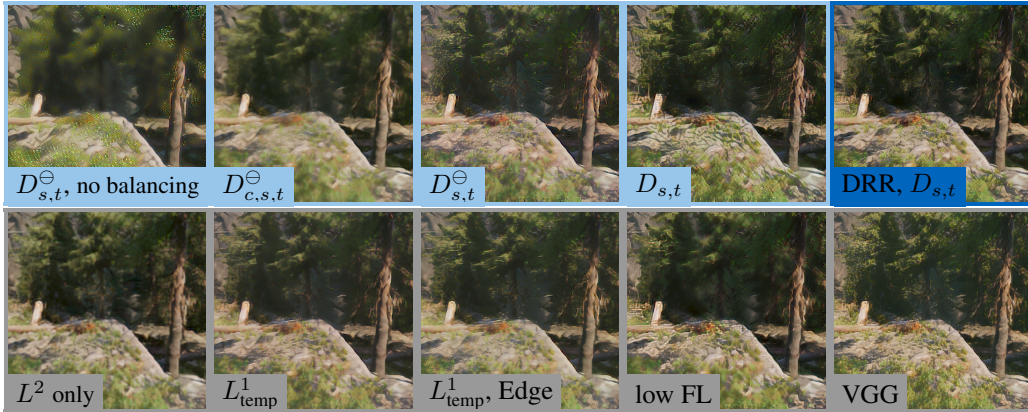 D⊖s,t, no balancing
D⊖c,s,t
D⊖s,t
Ds,t
DRR, Ds,t
L² only
L¹temp
L¹temp, Edge
low FL
VGG